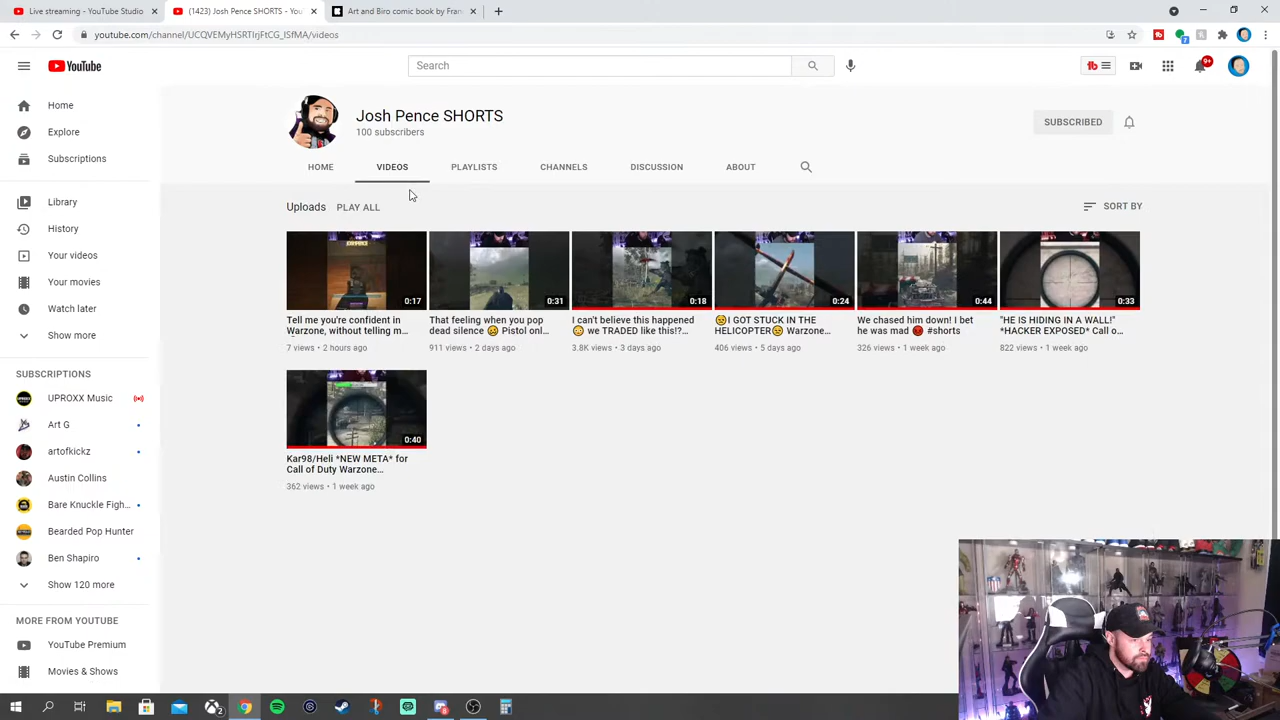 Live streaming - YouTube Studio
(1423) Josh Pence SHORTS - You
Art and Biro comic book by Fran
youtube.com/channel/UCQVEMyHSRTIrjFtCG_lSfMA/videos
YouTube
Search
9+
Home
Explore
Subscriptions
Library
History
Your videos
Your movies
Watch later
Show more
SUBSCRIPTIONS
UPROXX Music
Art G
artofkickz
Austin Collins
Bare Knuckle Figh...
Bearded Pop Hunter
Ben Shapiro
Show 120 more
MORE FROM YOUTUBE
YouTube Premium
Movies & Shows
Josh Pence SHORTS
100 subscribers
SUBSCRIBED
HOME VIDEOS PLAYLISTS CHANNELS DISCUSSION ABOUT
Uploads PLAY ALL SORT BY
0:17 0:31 0:18 0:24 0:44 0:33
Tell me you're confident in
Warzone, without telling m...
7 views • 2 hours ago
That feeling when you pop
dead silence 😩 Pistol onl...
911 views • 2 days ago
I can't believe this happened
😳 we TRADED like this!?...
3.8K views • 3 days ago
😣I GOT STUCK IN THE
HELICOPTER😣 Warzone...
406 views • 5 days ago
We chased him down! I bet
he was mad 😡 #shorts
326 views • 1 week ago
"HE IS HIDING IN A WALL!"
*HACKER EXPOSED* Call o...
822 views • 1 week ago
0:40
Kar98/Heli *NEW META* for
Call of Duty Warzone...
362 views • 1 week ago